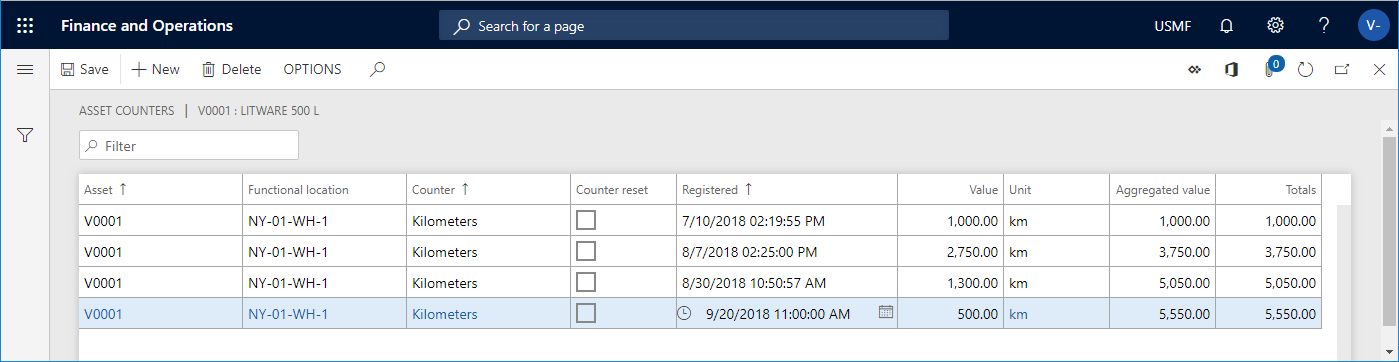 Finance and Operations Search for a page USMF V-
Save New Delete OPTIONS 0
ASSET COUNTERS | V0001 : LITWARE 500 L
Filter
Asset Functional location Counter Counter reset Registered Value Unit Aggregated value Totals
V0001 NY-01-WH-1 Kilometers 7/10/2018 02:19:55 PM 1,000.00 km 1,000.00 1,000.00
V0001 NY-01-WH-1 Kilometers 8/7/2018 02:25:00 PM 2,750.00 km 3,750.00 3,750.00
V0001 NY-01-WH-1 Kilometers 8/30/2018 10:50:57 AM 1,300.00 km 5,050.00 5,050.00
V0001 NY-01-WH-1 Kilometers 9/20/2018 11:00:00 AM 500.00 km 5,550.00 5,550.00